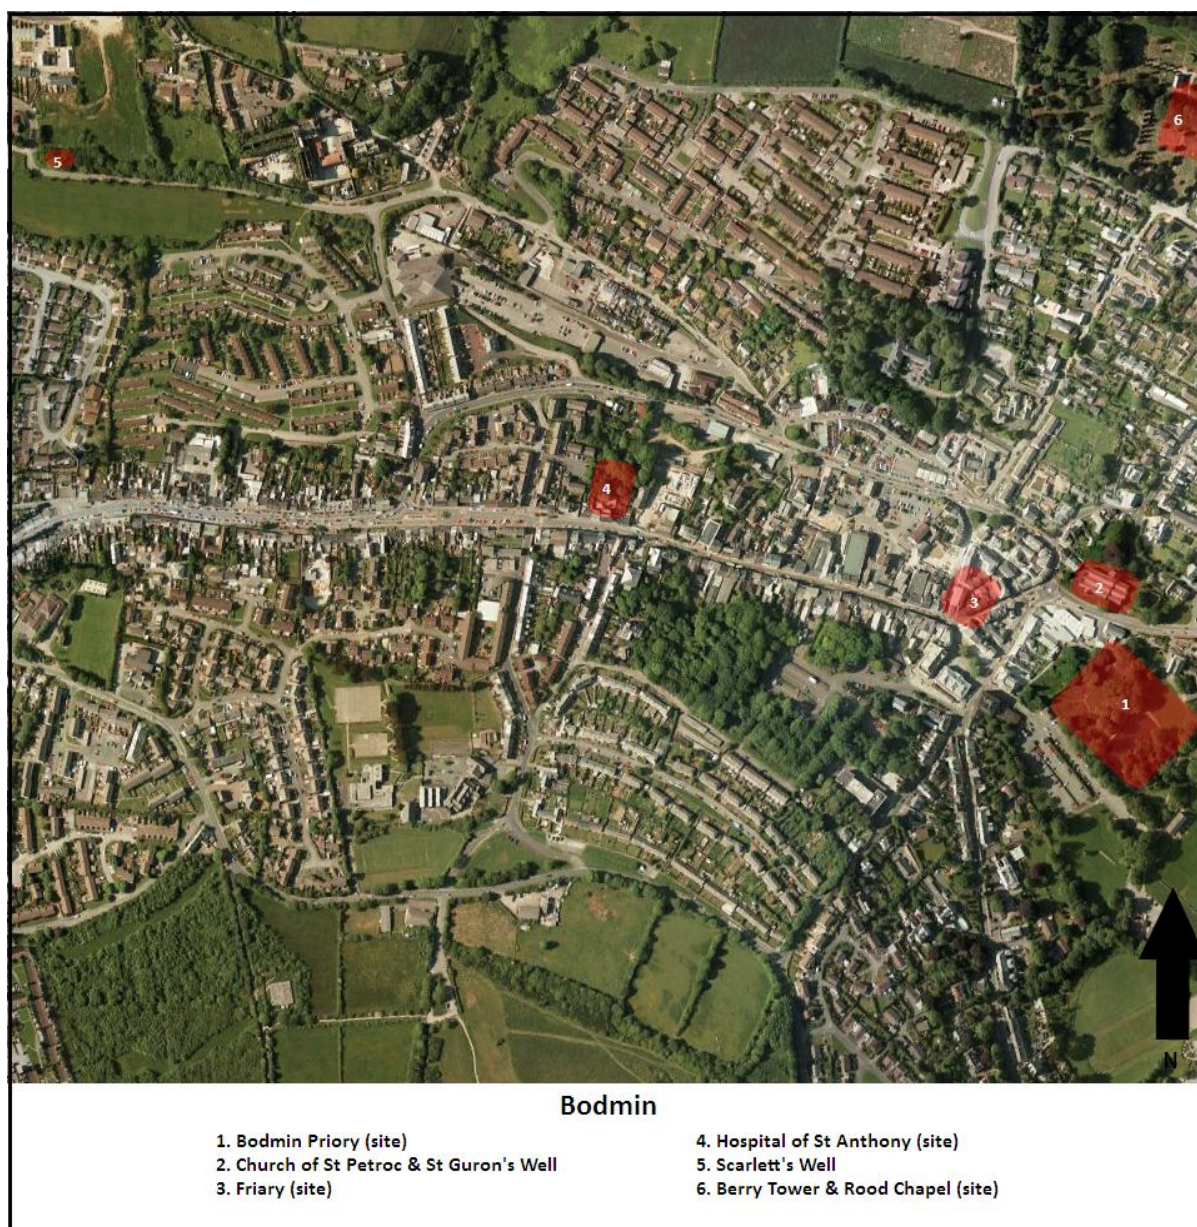 5
6
4
3
2
1
N
Bodmin
1. Bodmin Priory (site)
2. Church of St Petroc & St Guron's Well
3. Friary (site)
4. Hospital of St Anthony (site)
5. Scarlett's Well
6. Berry Tower & Rood Chapel (site)